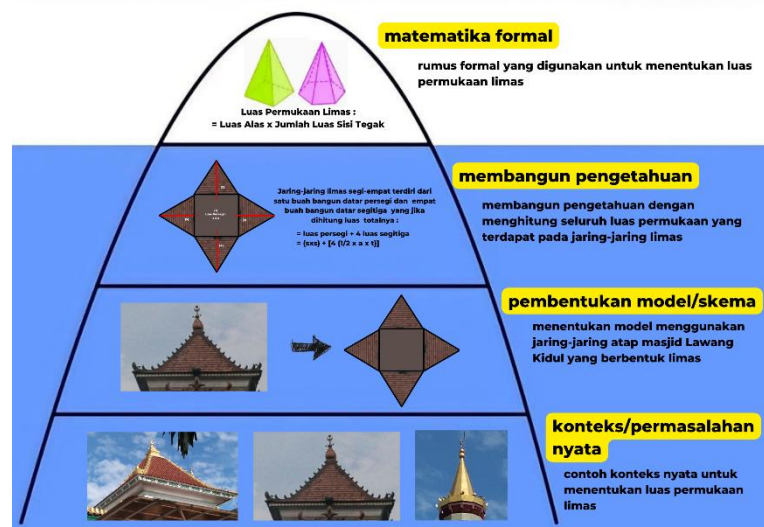 matematika formal
rumus formal yang digunakan untuk menentukan luas
permukaan limas
Luas Permukaan Limas :
= Luas Alas x Jumlah Luas Sisi Tegak
membangun pengetahuan
Jaring-jaring limas segi-empat terdiri dari
satu buah bangun datar persegi dan empat
buah bangun datar segitiga yang jika
dihitung luas totalnya :
= luas persegi + 4 luas segitiga
= (sxs) + [4 (1/2 x a x t)]
membangun pengetahuan dengan
menghitung seluruh luas permukaan yang
terdapat pada jaring-jaring limas
pembentukan model/skema
menentukan model menggunakan
jaring-jaring atap masjid Lawang
Kidul yang berbentuk limas
konteks/permasalahan
nyata
contoh konteks nyata untuk
menentukan luas permukaan
limas